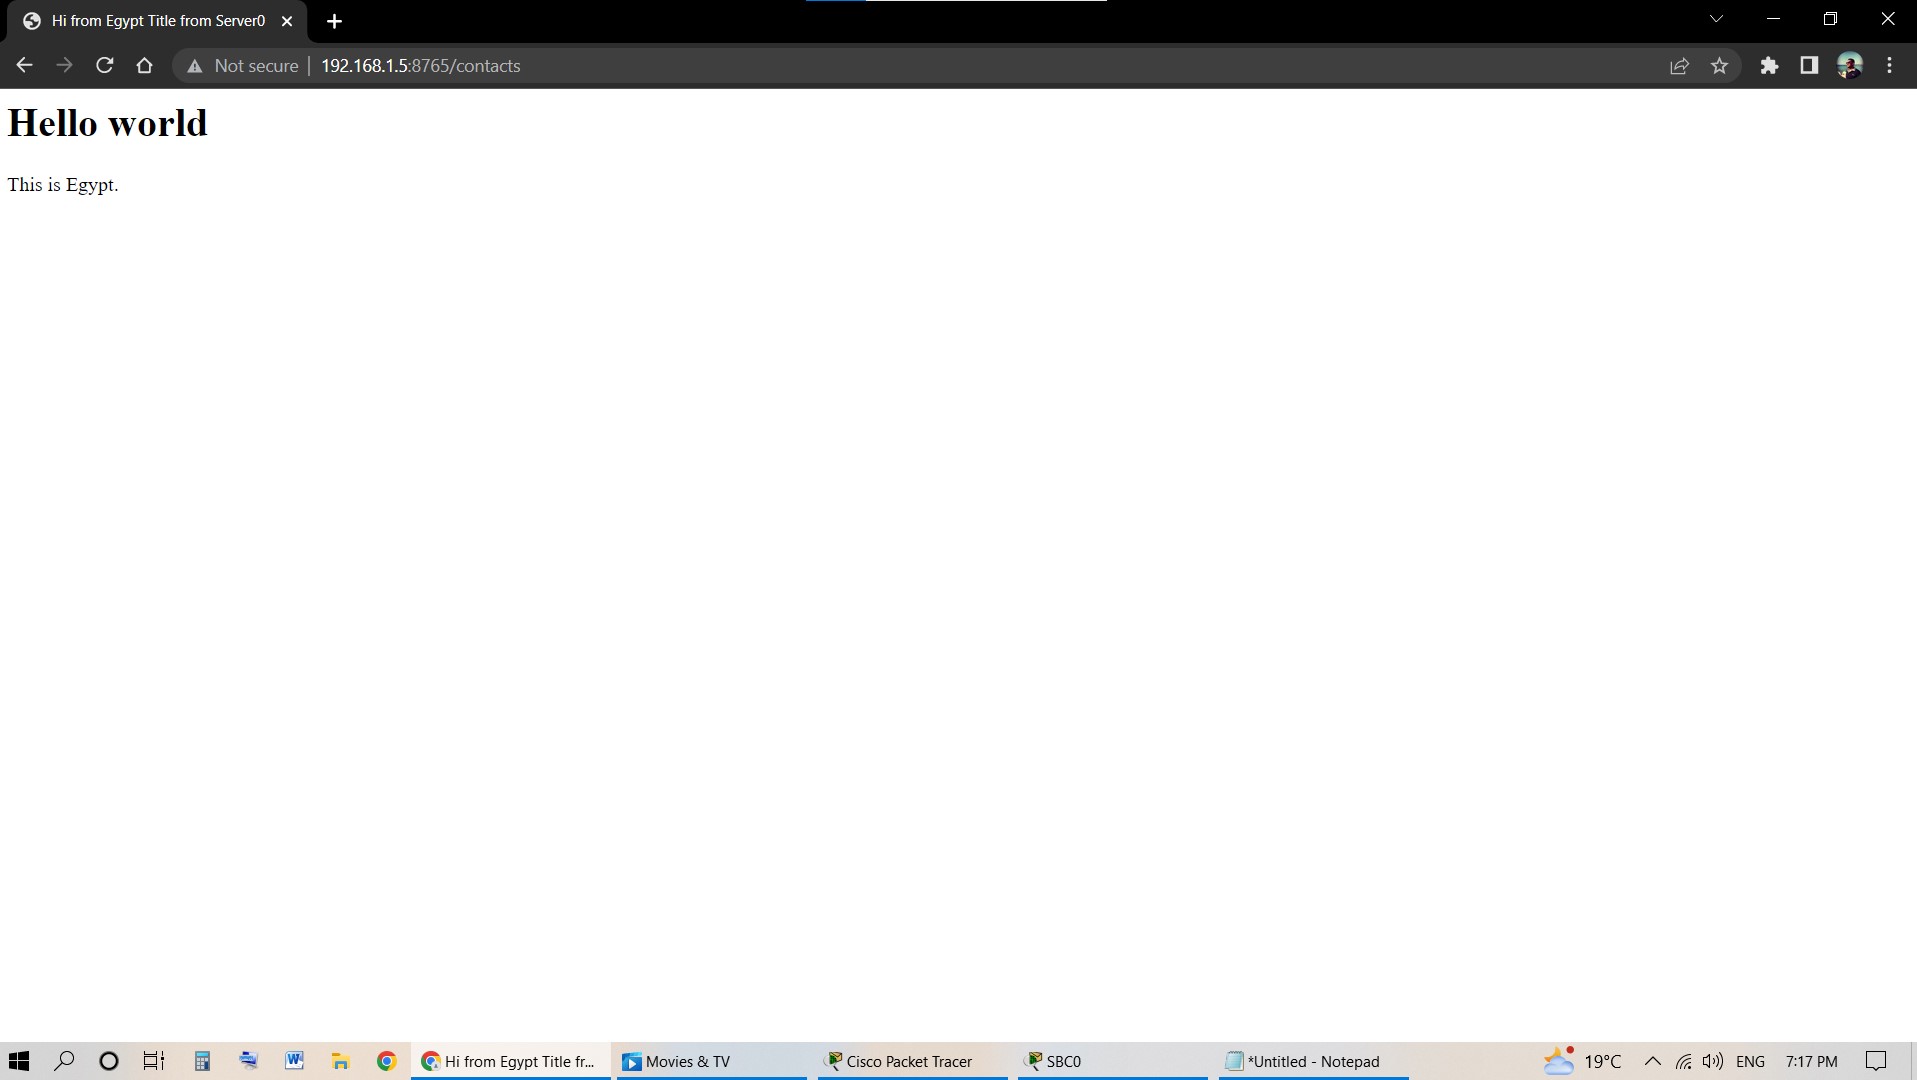 Hi from Egypt Title from Server0
Not secure
192.168.1.5:8765/contacts
Hello world
This is Egypt.
Hi from Egypt Title fr...
Movies & TV
Cisco Packet Tracer
SBC0
*Untitled - Notepad
19°C
ENG
7:17 PM